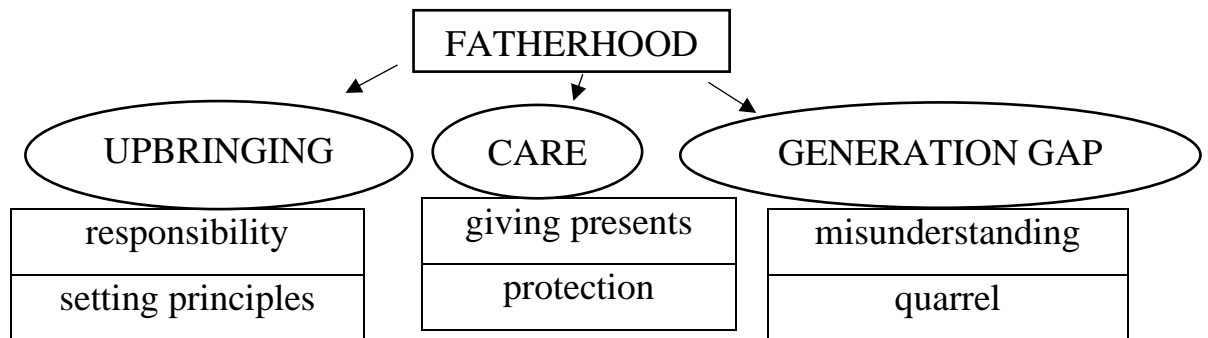 FATHERHOOD
UPBRINGING
CARE
GENERATION GAP
responsibility
setting principles
giving presents
protection
misunderstanding
quarrel